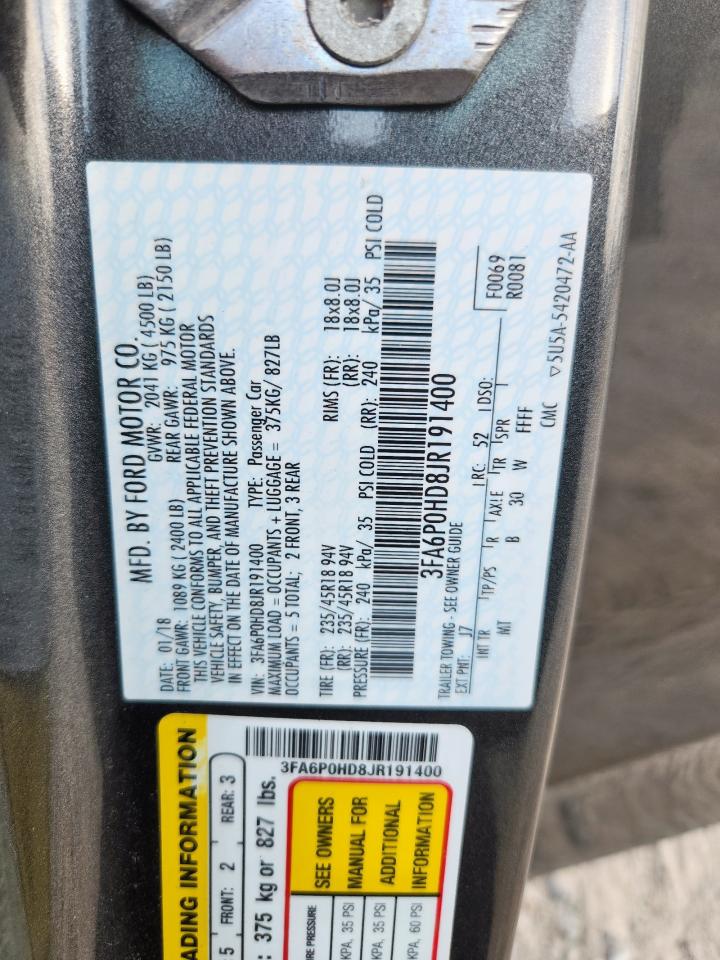 MFD. BY FORD MOTOR CO.
DATE: 01/18 GVWR: 2041 KG ( 4500 LB)
FRONT GAWR: 1089 KG ( 2400 LB) REAR GAWR: 975 KG ( 2150 LB)
THIS VEHICLE CONFORMS TO ALL APPLICABLE FEDERAL MOTOR
VEHICLE SAFETY, BUMPER, AND THEFT PREVENTION STANDARDS
IN EFFECT ON THE DATE OF MANUFACTURE SHOWN ABOVE.
VIN: 3FA6P0HD8JR191400 TYPE: Passenger Car
MAXIMUM LOAD = OCCUPANTS + LUGGAGE = 375KG/ 827LB
OCCUPANTS = 5 TOTAL; 2 FRONT, 3 REAR
TIRE (FR): 235/45R18 94V RIMS (FR): 18x8.0J
(RR): 235/45R18 94V (RR): 18x8.0J
PRESSURE (FR): 240 kPa/ 35 PSI COLD (RR): 240 kPa/ 35 PSI COLD
3FA6P0HD8JR191400
TRAILER TOWING - SEE OWNER GUIDE
EXT PNT: J7 RC: 52 DSO: F0069
R0081
INT TR TP/PS R AXLE TR SPR
MT B 30 W FFFF
CMC ▽5U5A-5420472-AA
ADING INFORMATION
5 FRONT: 2 REAR: 3
: 375 kg or 827 lbs.
3FA6P0HD8JR191400
RE PRESSURE
KPA, 35 PSI
KPA, 35 PSI
KPA, 60 PSI
SEE OWNERS
MANUAL FOR
ADDITIONAL
INFORMATION